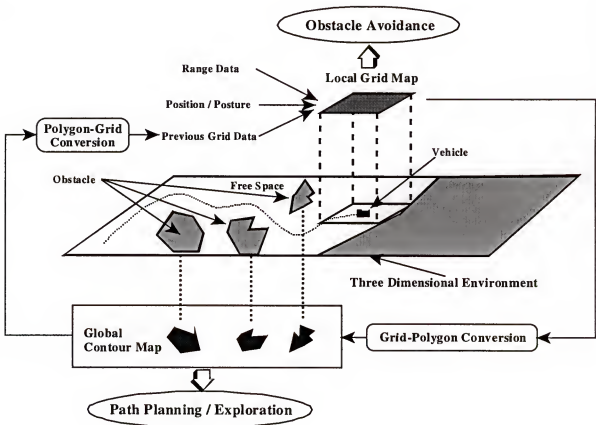 Obstacle Avoidance
Range Data
Local Grid Map
Position / Posture
Polygon-Grid
Conversion
Previous Grid Data
Vehicle
Obstacle
Free Space
Three Dimensional Environment
Global
Contour Map
Grid-Polygon Conversion
Path Planning / Exploration